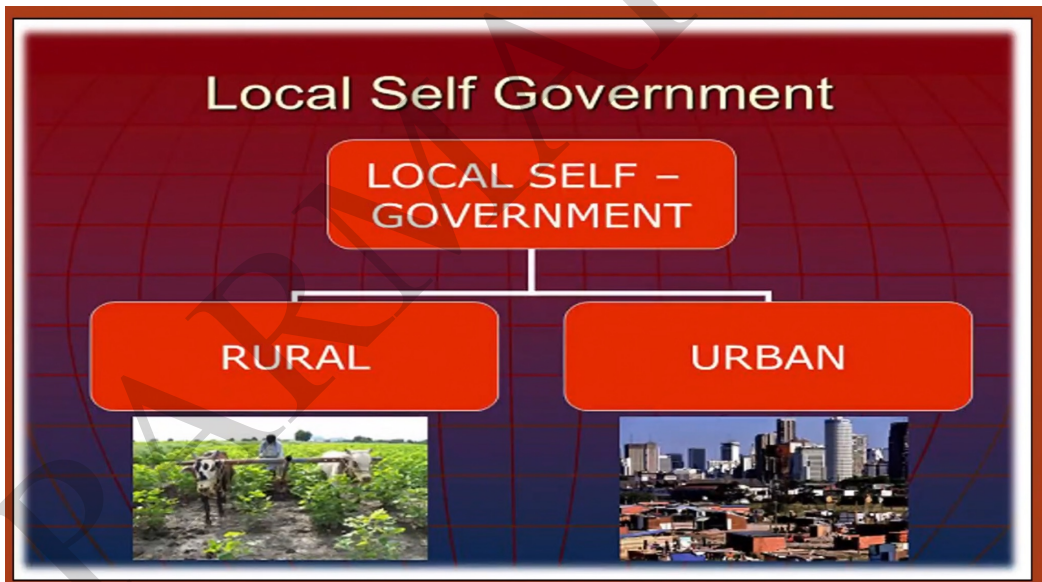 Local Self Government
LOCAL SELF –
GOVERNMENT
RURAL
URBAN